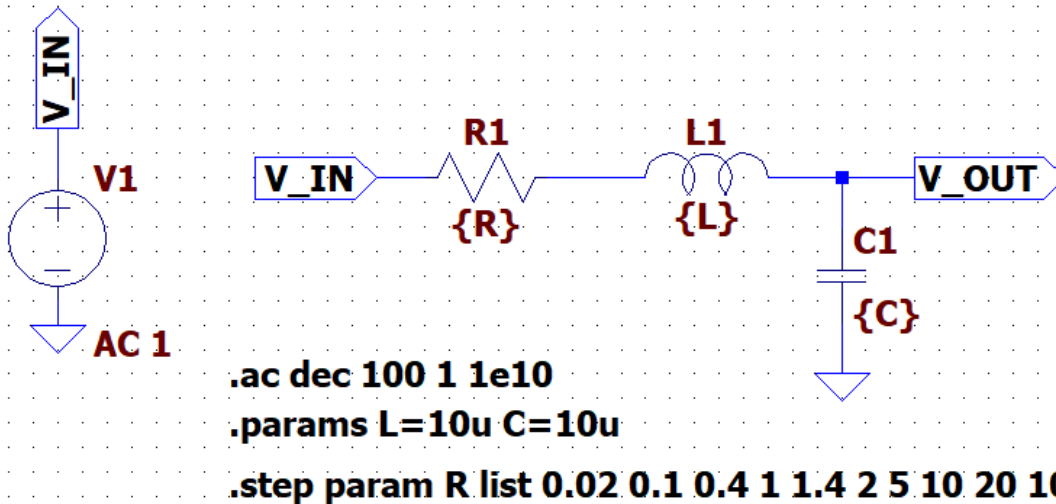 V_IN
V1
AC 1
V_IN
R1
{R}
L1
{L}
V_OUT
C1
{C}
.ac dec 100 1 1e10
.params L=10u C=10u
.step param R list 0.02 0.1 0.4 1 1.4 2 5 10 20